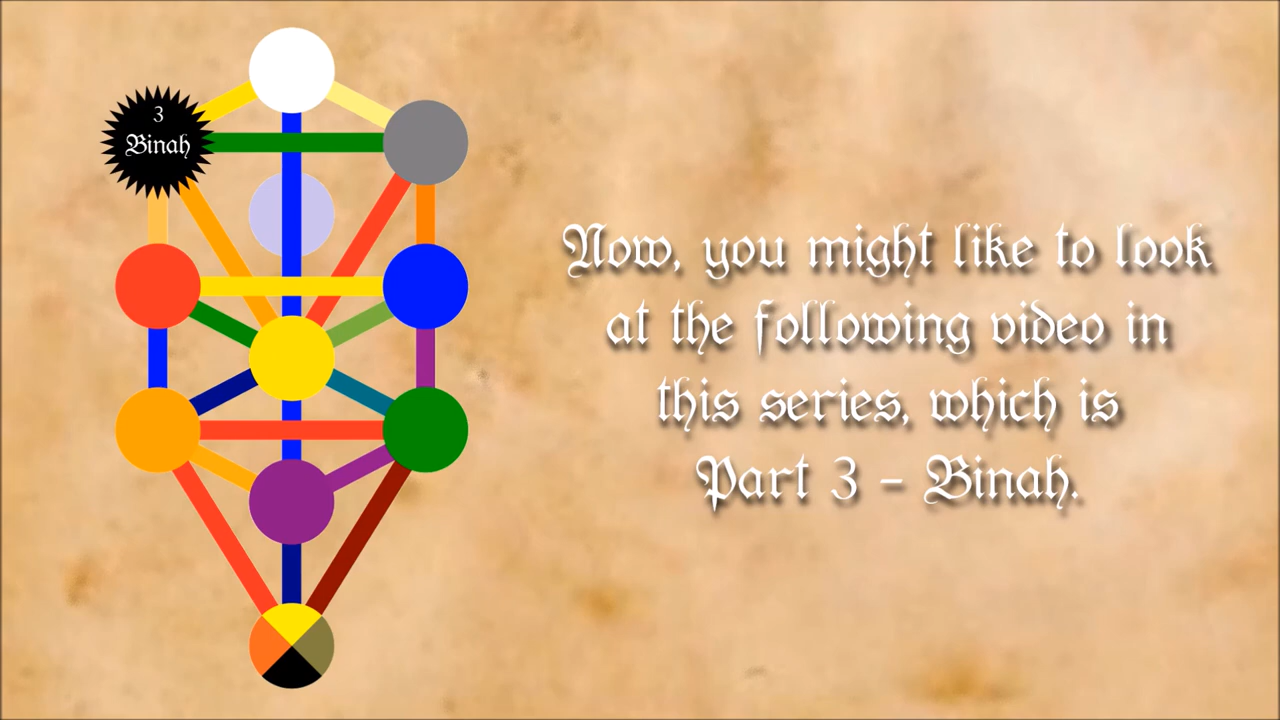 3
Binah
Now, you might like to look
at the following video in
this series, which is
Part 3 - Binah.